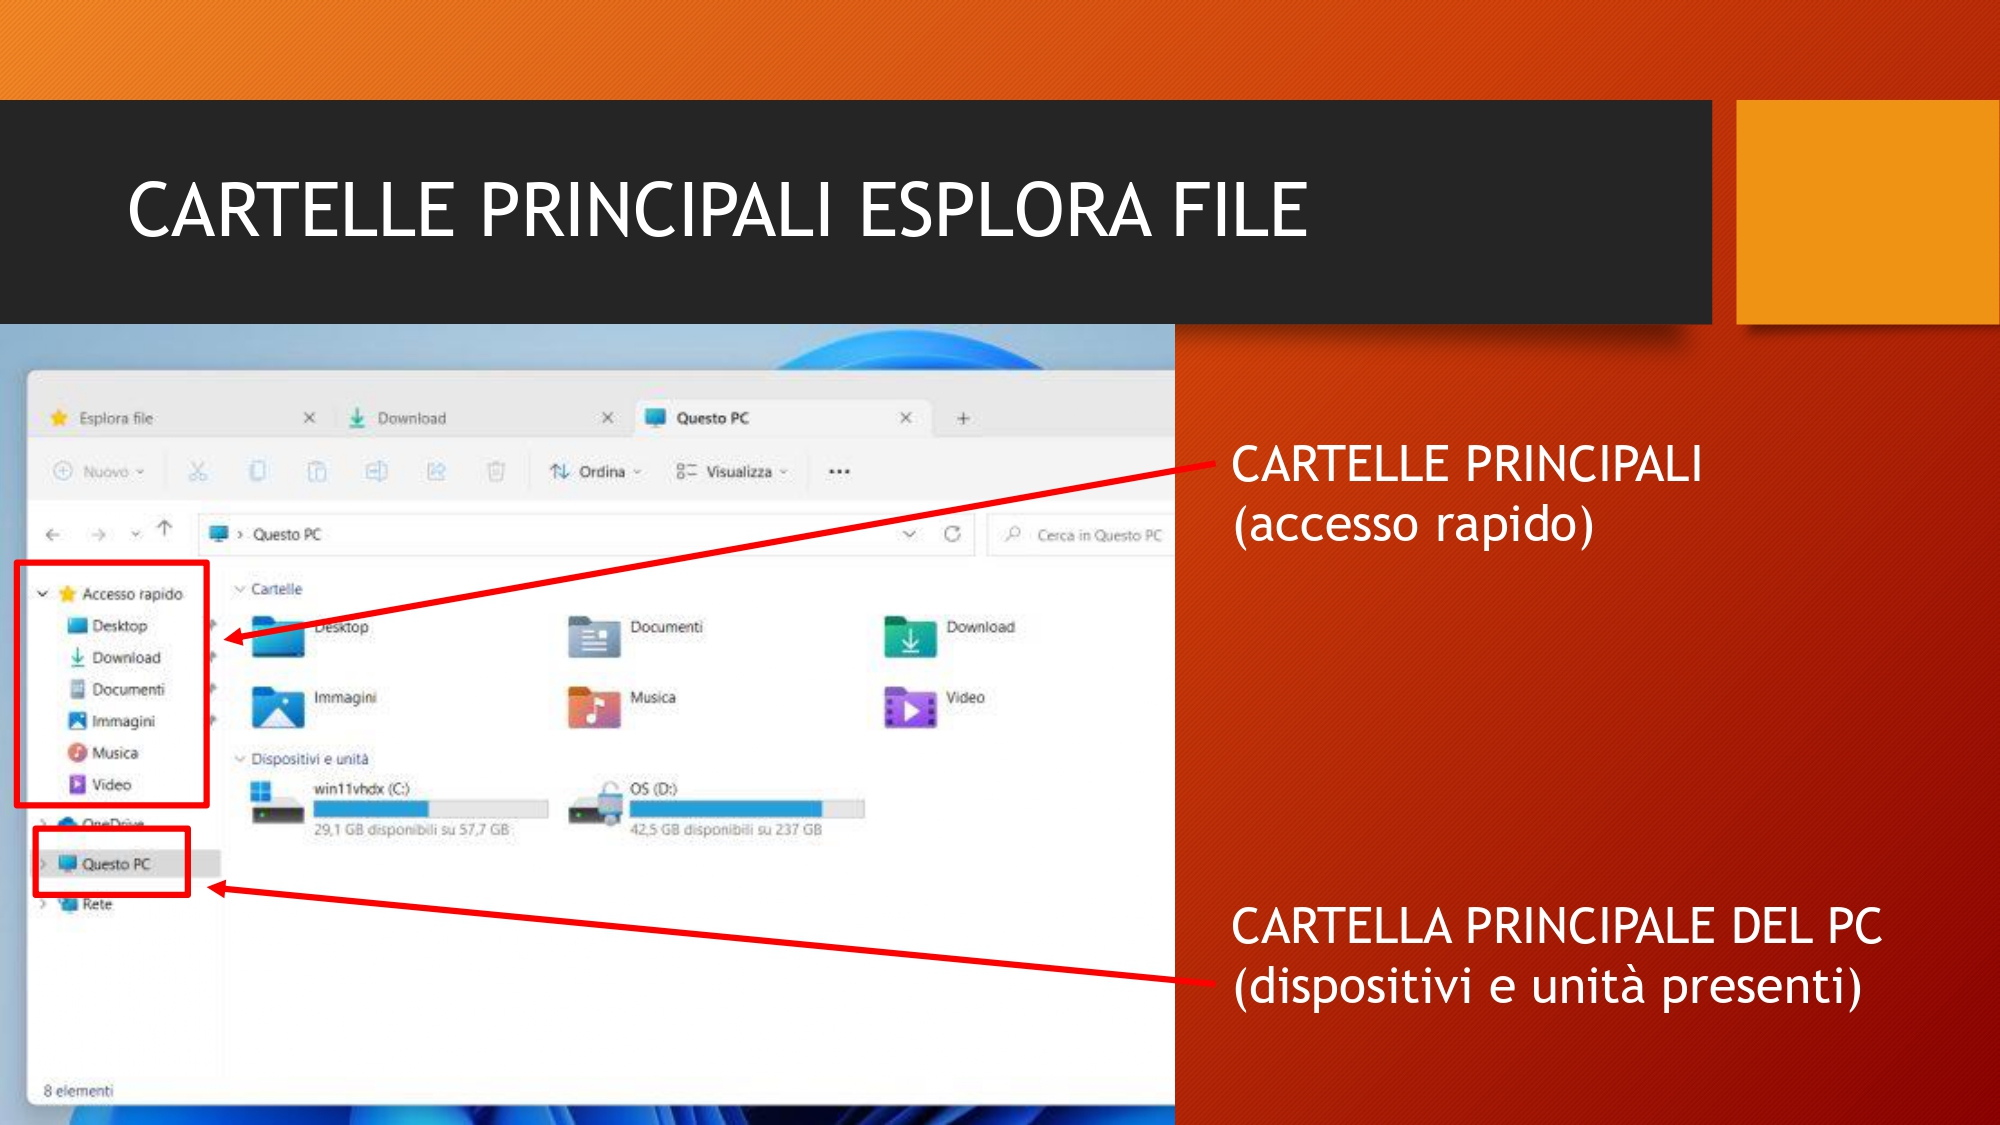 CARTELLE PRINCIPALI ESPLORA FILE
Esplora file
Download
Questo PC
Nuovo
Ordina
Visualizza
Questo PC
Cerca in Questo PC
Accesso rapido
Desktop
Download
Documenti
Immagini
Musica
Video
OneDrive
Questo PC
Rete
Cartelle
Desktop
Documenti
Download
Immagini
Musica
Video
Dispositivi e unità
win11vhdx (C:)
29,1 GB disponibili su 57,7 GB
OS (D:)
42,5 GB disponibili su 237 GB
8 elementi
CARTELLE PRINCIPALI
(accesso rapido)
CARTELLA PRINCIPALE DEL PC
(dispositivi e unità presenti)